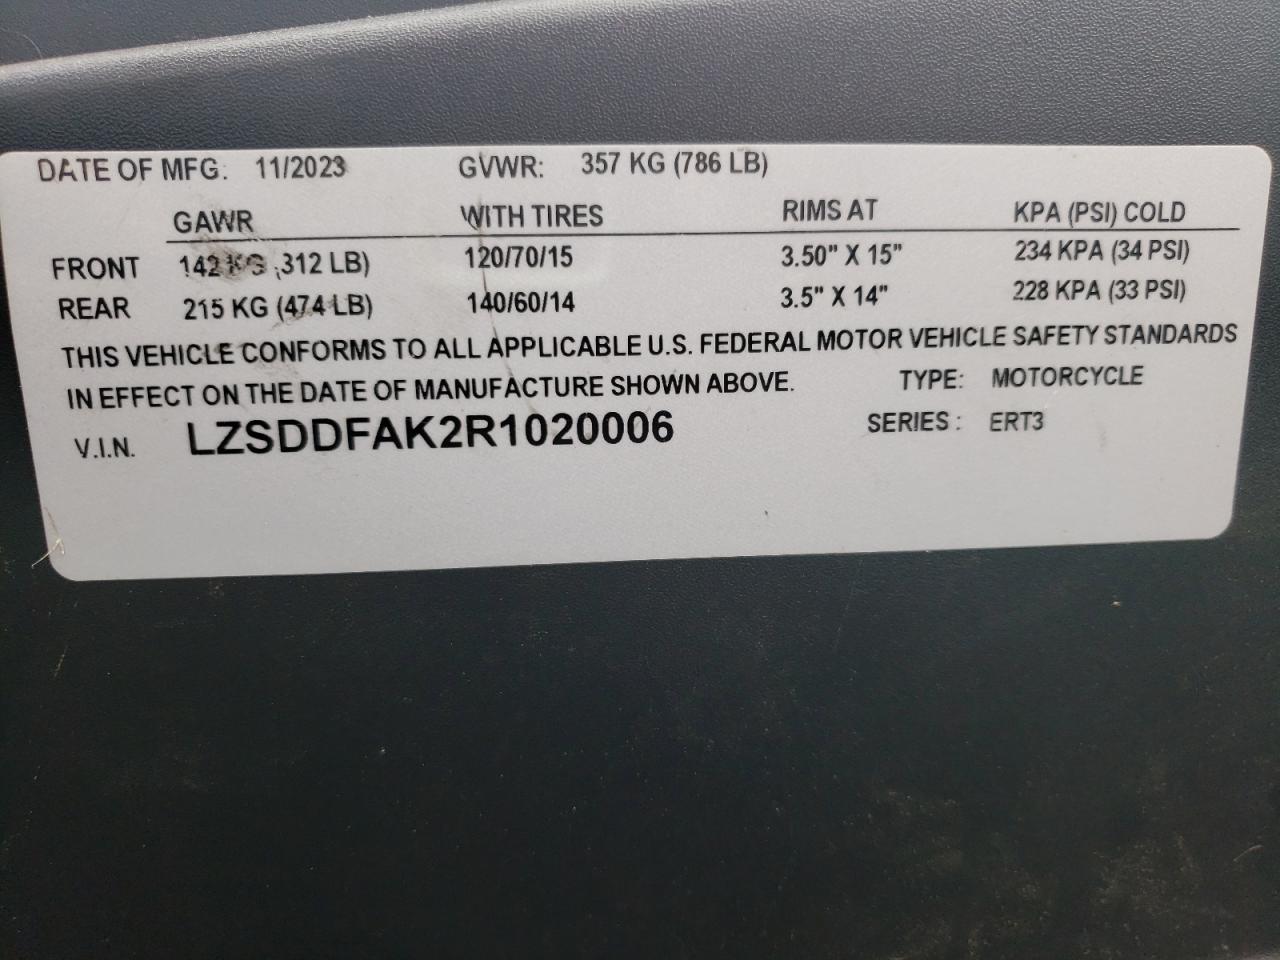 DATE OF MFG: 11/2023 GVWR: 357 KG (786 LB)
GAWR WITH TIRES RIMS AT KPA (PSI) COLD
FRONT 142 KG (312 LB) 120/70/15 3.50" X 15" 234 KPA (34 PSI)
REAR 215 KG (474 LB) 140/60/14 3.5" X 14" 228 KPA (33 PSI)
THIS VEHICLE CONFORMS TO ALL APPLICABLE U.S. FEDERAL MOTOR VEHICLE SAFETY STANDARDS
IN EFFECT ON THE DATE OF MANUFACTURE SHOWN ABOVE. TYPE: MOTORCYCLE
V.I.N. LZSDDFAK2R1020006 SERIES : ERT3